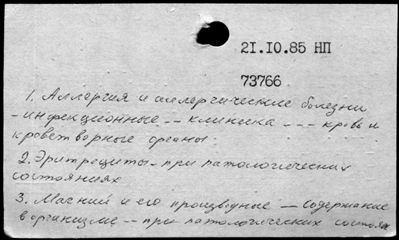 21.10.85 НП
73766
1. Аллергия и аллергические болезни
- инфекционные -- клиника --- кровь и
кроветворные органы
2. Эритроциты - при патологических
состояниях
3. Магний и его производные -- содержание
в организме -- при патологических состоян